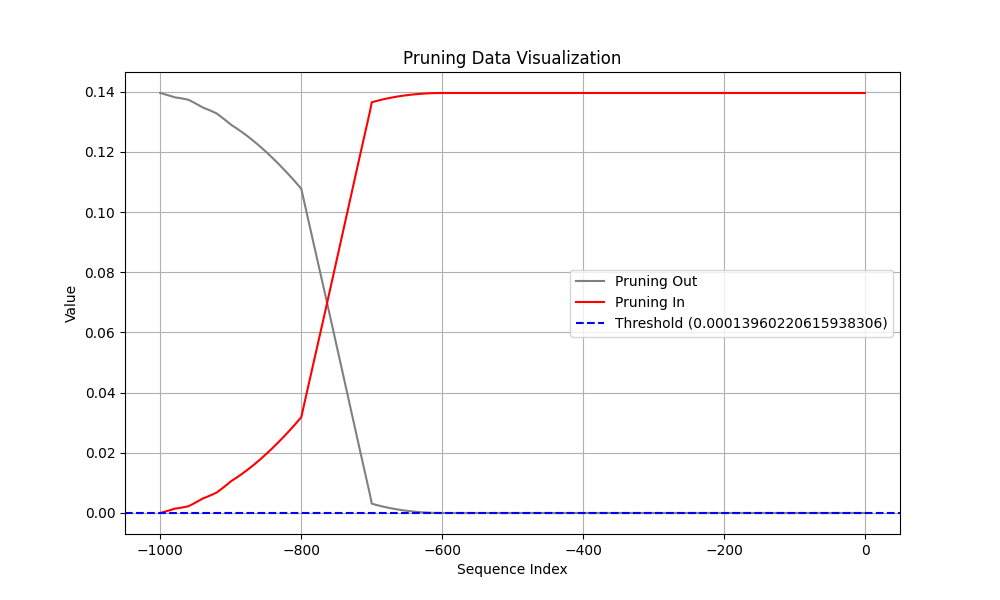 Pruning Data Visualization
0.14
0.12
0.10
0.08
0.06
0.04
0.02
0.00
Value
Pruning Out
Pruning In
Threshold (0.00013960220615938306)
−1000 −800 −600 −400 −200 0
Sequence Index